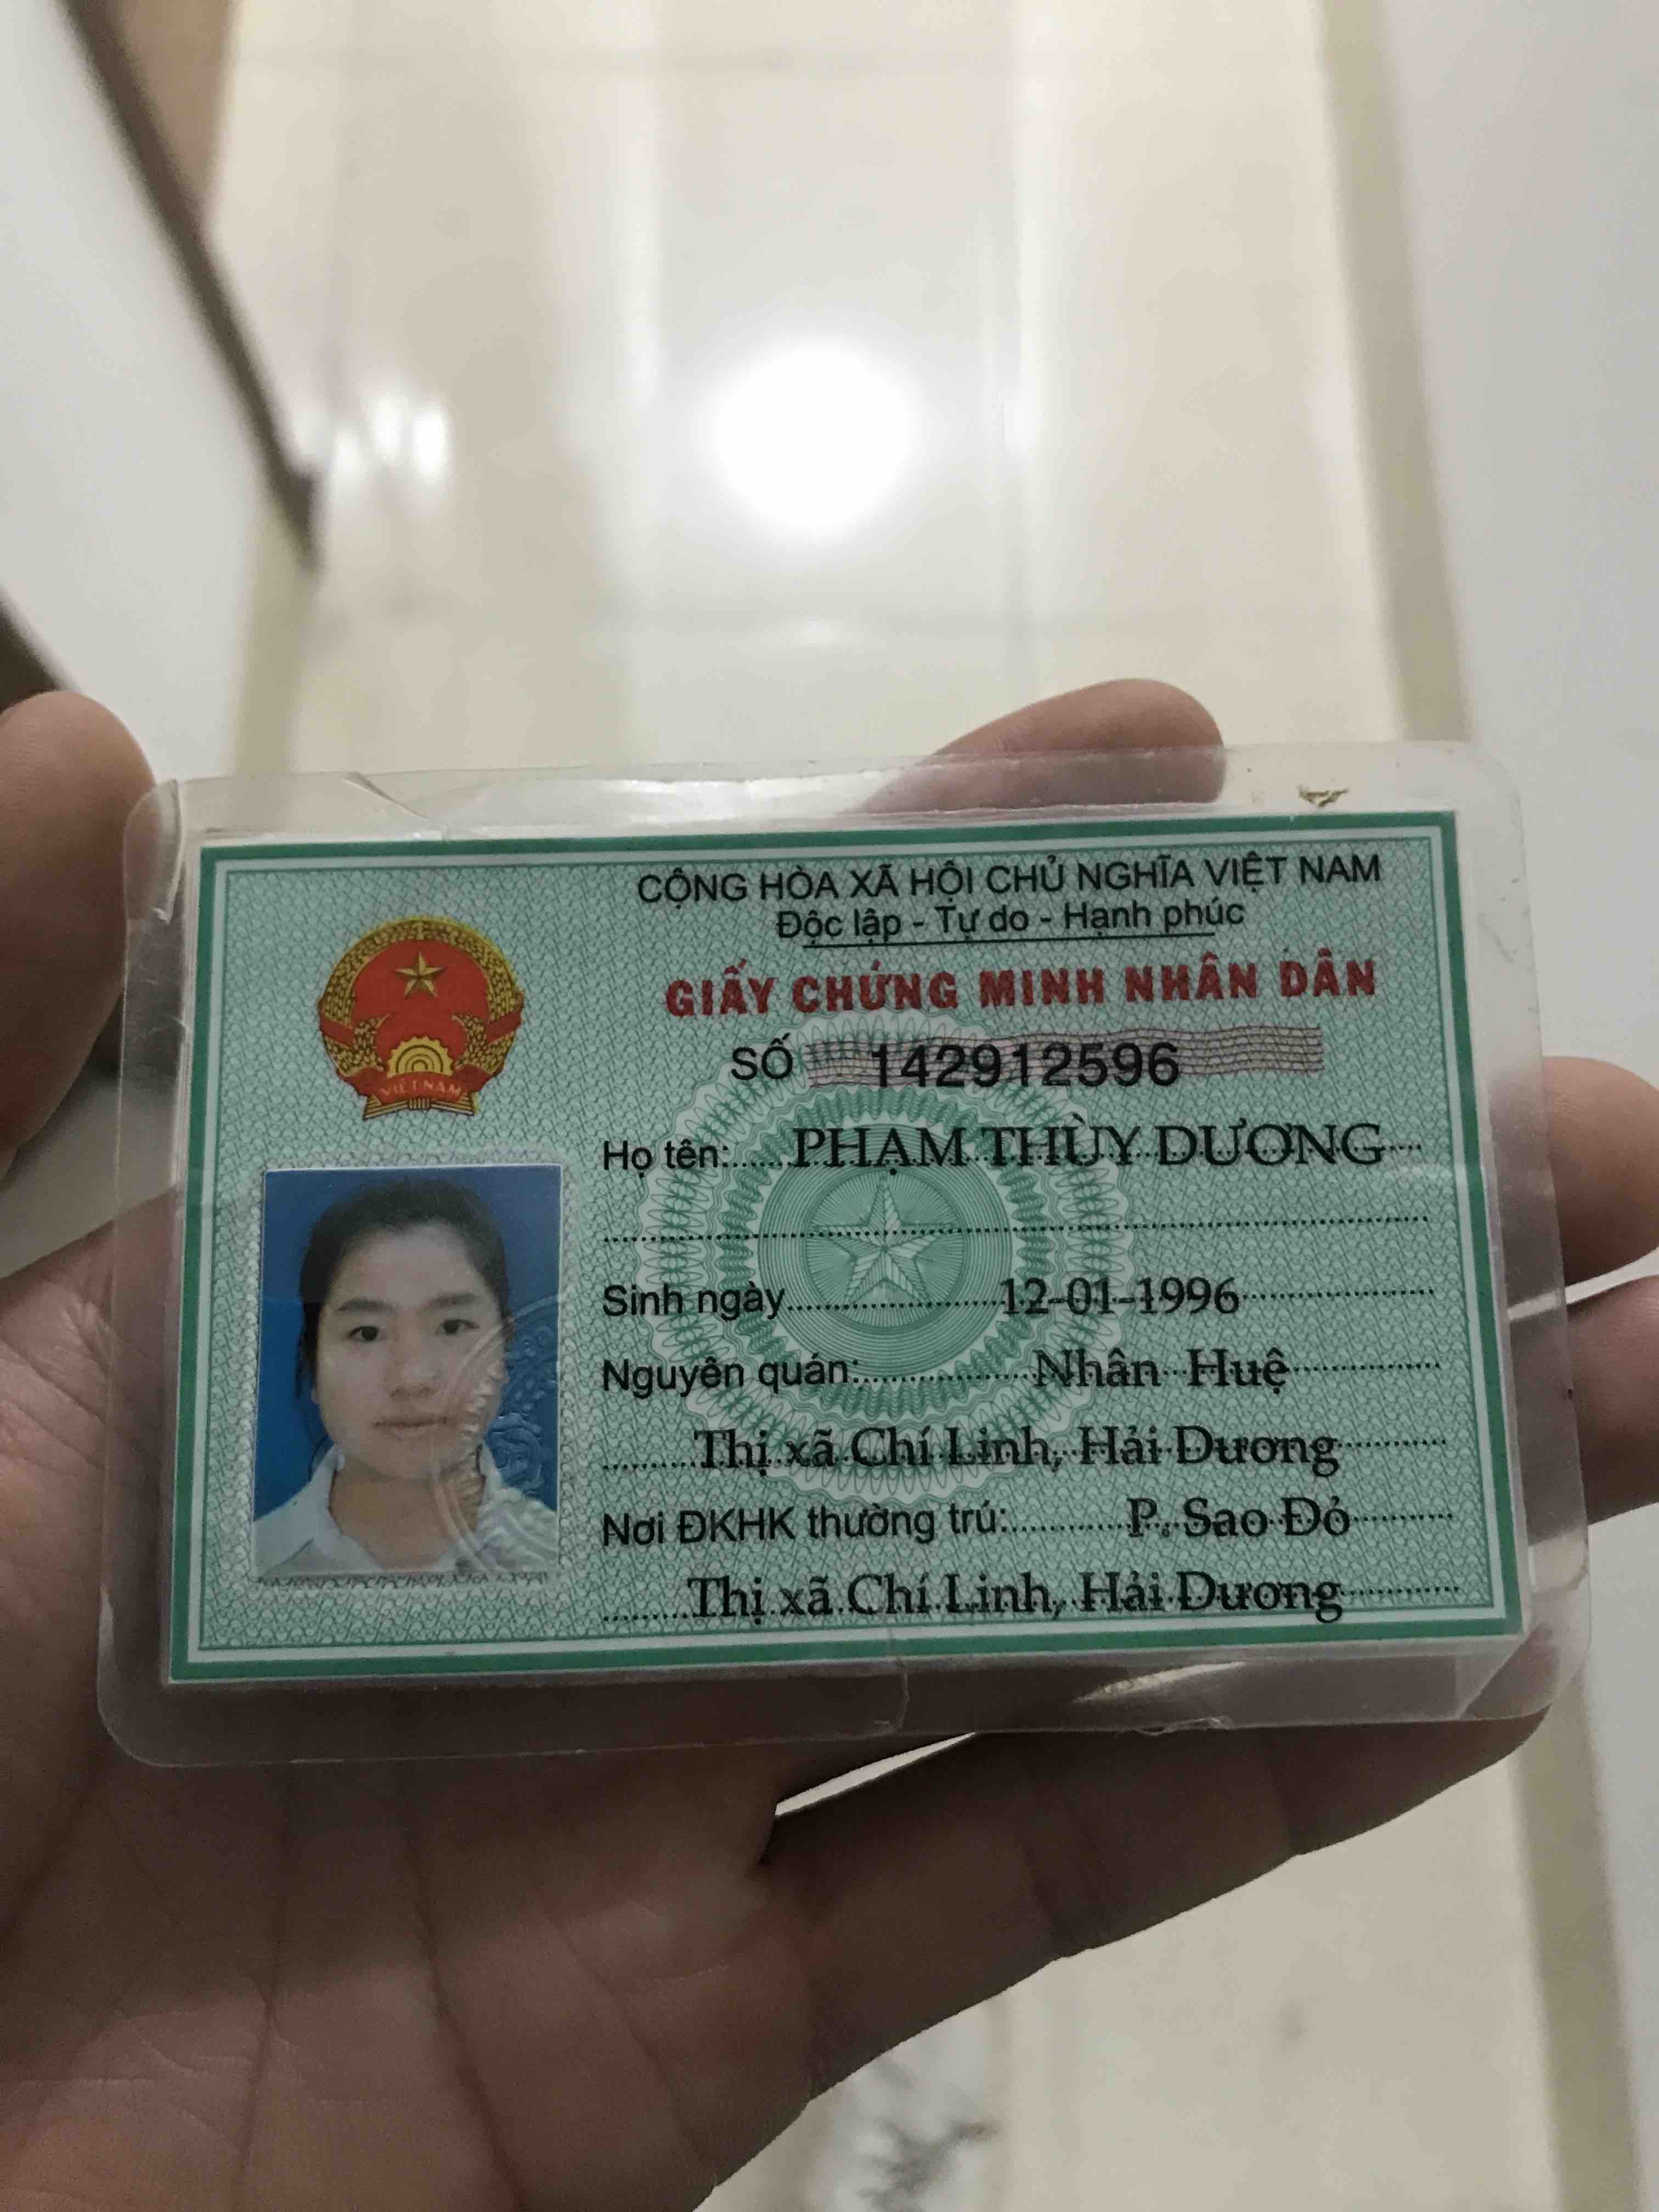 CỘNG HÒA XÃ HỘI CHỦ NGHĨA VIỆT NAM
Độc lập - Tự do - Hạnh phúc
GIẤY CHỨNG MINH NHÂN DÂN
SỐ 142912596
VIỆT NAM
Họ tên: PHẠM THÙY DƯƠNG
Sinh ngày 12-01-1996
Nguyên quán: Nhân Huệ
Thị xã Chí Linh, Hải Dương
Nơi ĐKHK thường trú: P. Sao Đỏ
Thị xã Chí Linh, Hải Dương